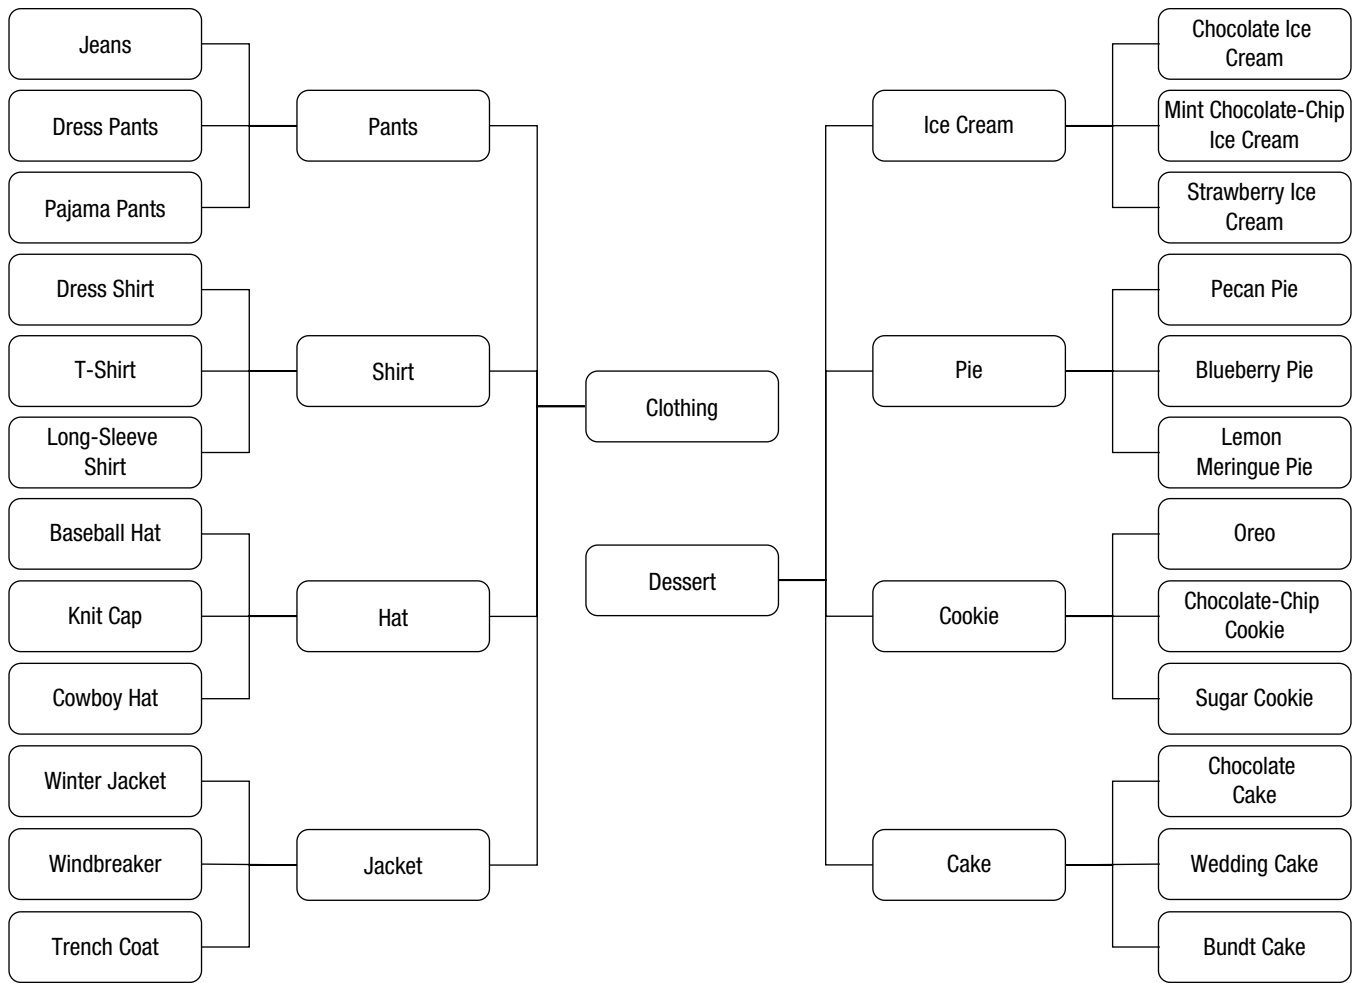 Jeans
Dress Pants
Pajama Pants
Dress Shirt
T-Shirt
Long-Sleeve
Shirt
Baseball Hat
Knit Cap
Cowboy Hat
Winter Jacket
Windbreaker
Trench Coat
Pants
Shirt
Hat
Jacket
Clothing
Dessert
Ice Cream
Pie
Cookie
Cake
Chocolate Ice
Cream
Mint Chocolate-Chip
Ice Cream
Strawberry Ice
Cream
Pecan Pie
Blueberry Pie
Lemon
Meringue Pie
Oreo
Chocolate-Chip
Cookie
Sugar Cookie
Chocolate
Cake
Wedding Cake
Bundt Cake